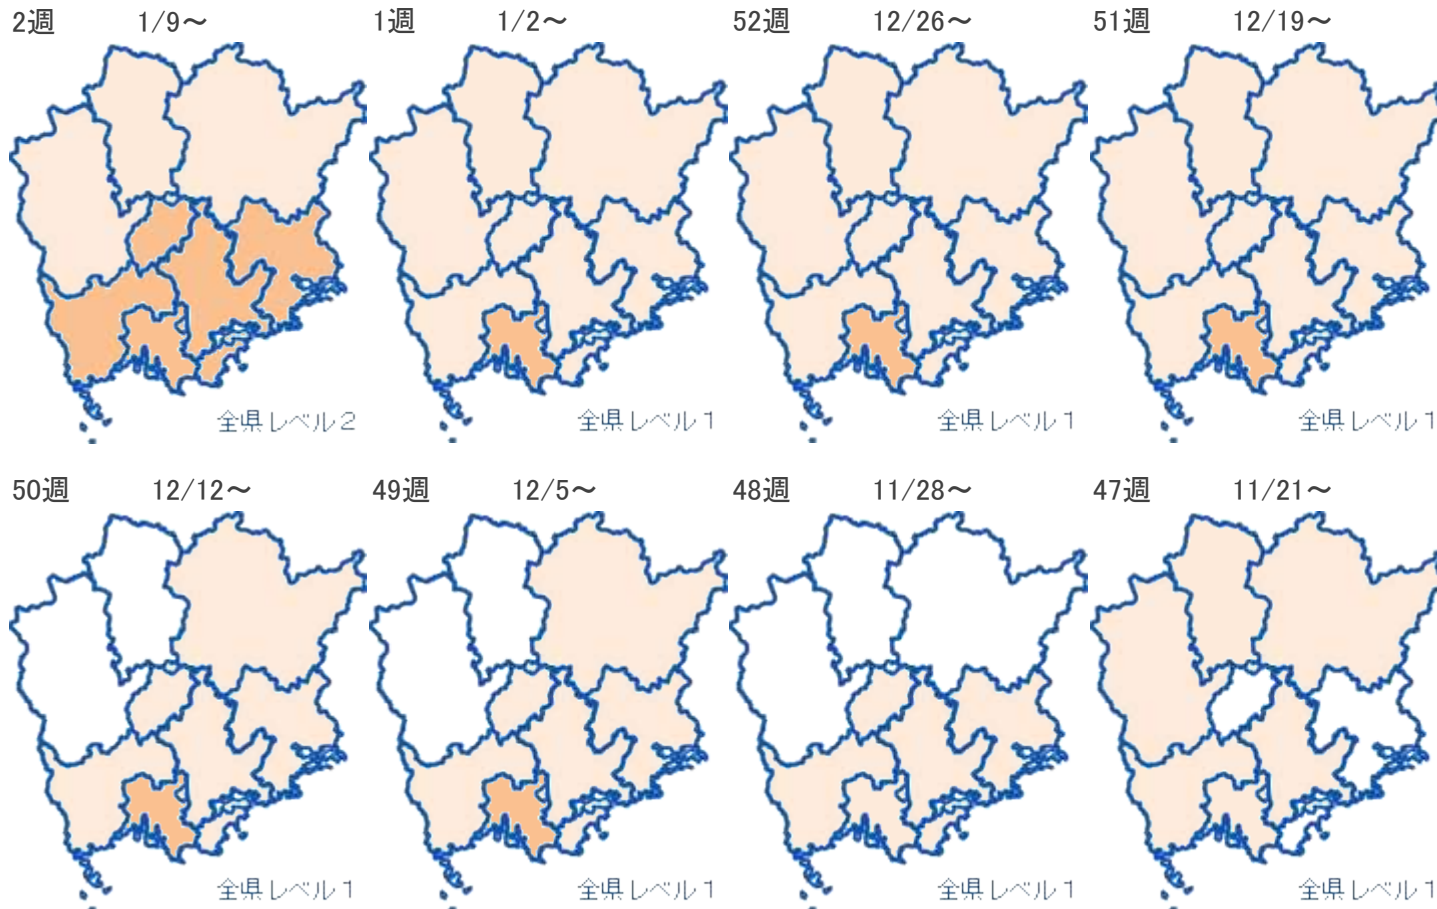 2週 1/9～
1週 1/2～
52週 12/26～
51週 12/19～
全県レベル２
全県レベル１
全県レベル１
全県レベル１
50週 12/12～
49週 12/5～
48週 11/28～
47週 11/21～
全県レベル１
全県レベル１
全県レベル１
全県レベル１